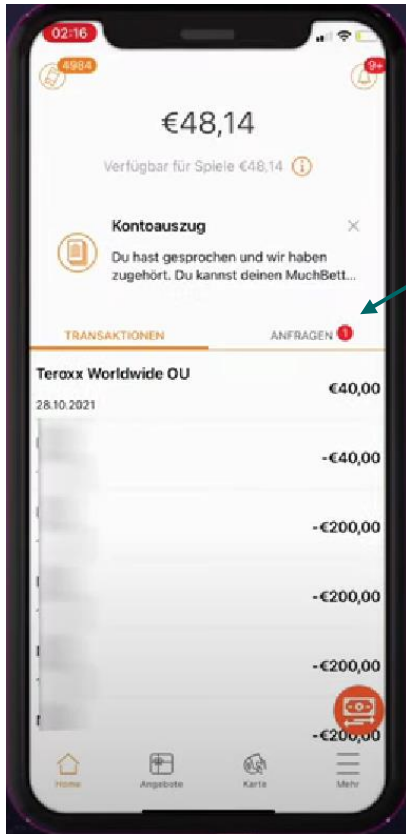 02:16
4984
9+
€48,14
Verfügbar für Spiele €48,14
Kontoauszug
Du hast gesprochen und wir haben
zugehört. Du kannst deinen MuchBett...
TRANSAKTIONEN ANFRAGEN 1
Teroxx Worldwide OU
€40,00
28.10.2021
-€40,00
-€200,00
-€200,00
-€200,00
-€200,00
Home Angebote Karte Mehr